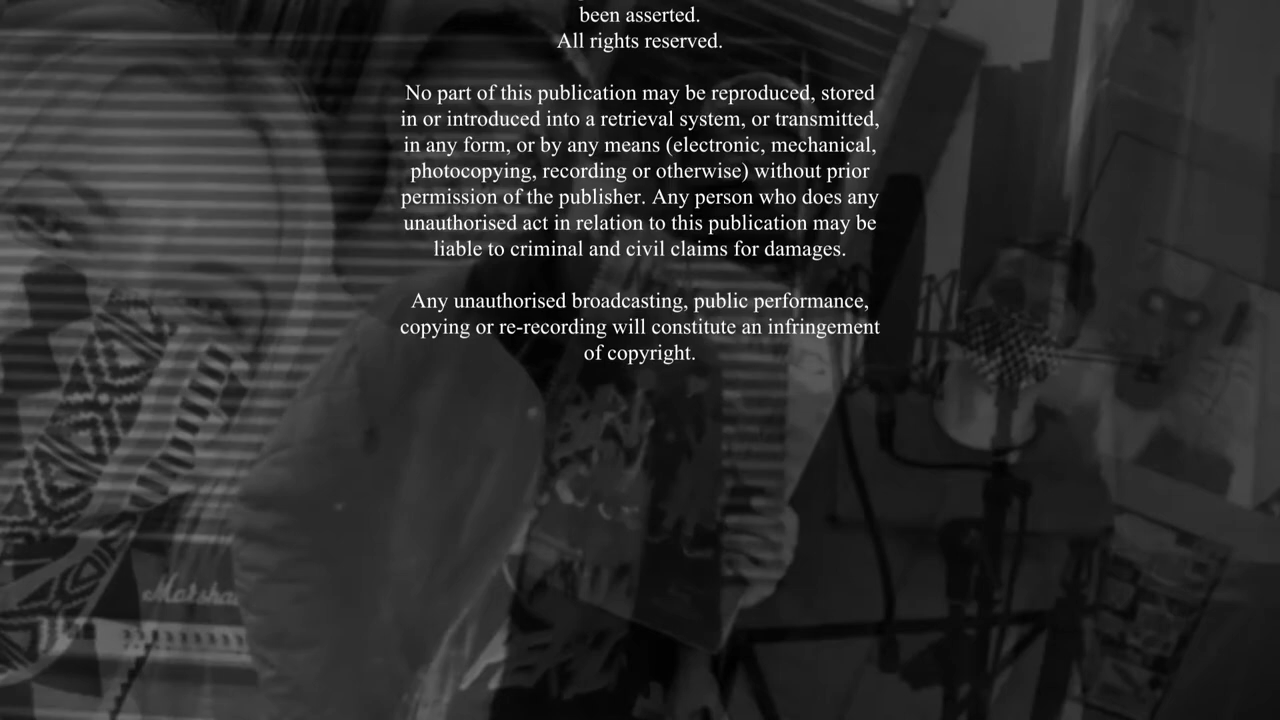 been asserted.
All rights reserved.
No part of this publication may be reproduced, stored
in or introduced into a retrieval system, or transmitted,
in any form, or by any means (electronic, mechanical,
photocopying, recording or otherwise) without prior
permission of the publisher. Any person who does any
unauthorised act in relation to this publication may be
liable to criminal and civil claims for damages.
Any unauthorised broadcasting, public performance,
copying or re-recording will constitute an infringement
of copyright.